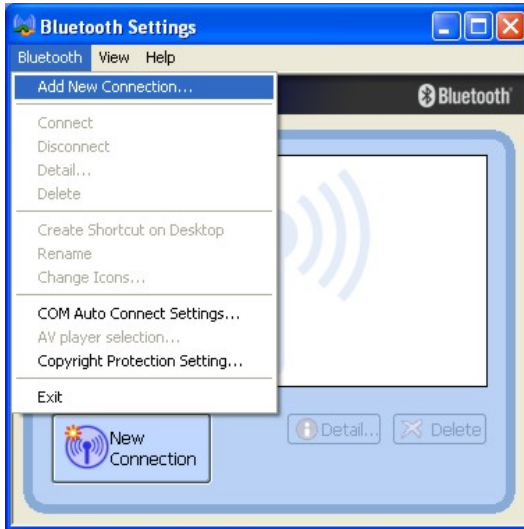 Bluetooth Settings
Bluetooth View Help
Add New Connection...
Bluetooth
Connect
Disconnect
Detail...
Delete
Create Shortcut on Desktop
Rename
Change Icons...
COM Auto Connect Settings...
AV player selection...
Copyright Protection Setting...
Exit
New
Connection
Detail...
Delete